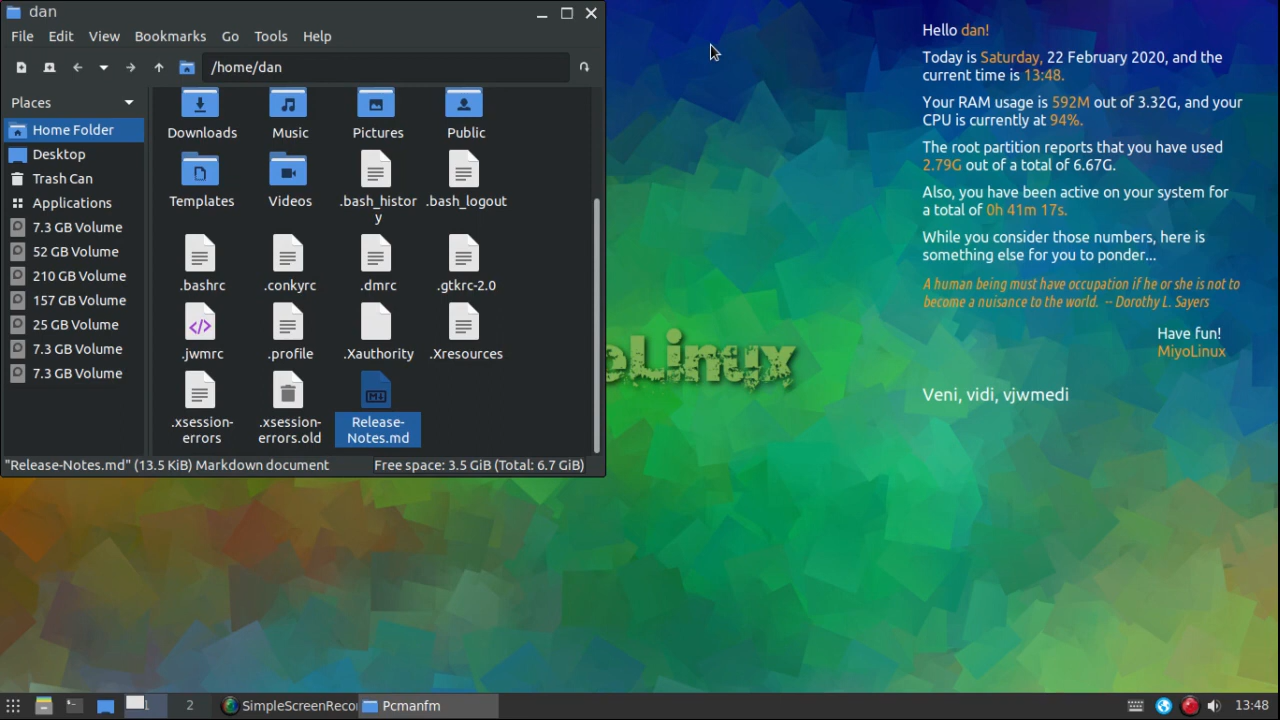 dan
File Edit View Bookmarks Go Tools Help
/home/dan
Places
Home Folder
Desktop
Trash Can
Applications
7.3 GB Volume
52 GB Volume
210 GB Volume
157 GB Volume
25 GB Volume
7.3 GB Volume
7.3 GB Volume
Downloads Music Pictures Public
Templates Videos .bash_histor .bash_logout
y
.bashrc .conkyrc .dmrc .gtkrc-2.0
.jwmrc .profile .Xauthority .Xresources
.xsession- .xsession- Release-
errors errors.old Notes.md
"Release-Notes.md" (13.5 KiB) Markdown document Free space: 3.5 GiB (Total: 6.7 GiB)
oLinux
Hello dan!
Today is Saturday, 22 February 2020, and the
current time is 13:48.
Your RAM usage is 592M out of 3.32G, and your
CPU is currently at 94%.
The root partition reports that you have used
2.79G out of a total of 6.67G.
Also, you have been active on your system for
a total of 0h 41m 17s.
While you consider those numbers, here is
something else for you to ponder...
A human being must have occupation if he or she is not to
become a nuisance to the world. -- Dorothy L. Sayers
Have fun!
MiyoLinux
Veni, vidi, vjwmedi
1 2 SimpleScreenReco Pcmanfm 13:48